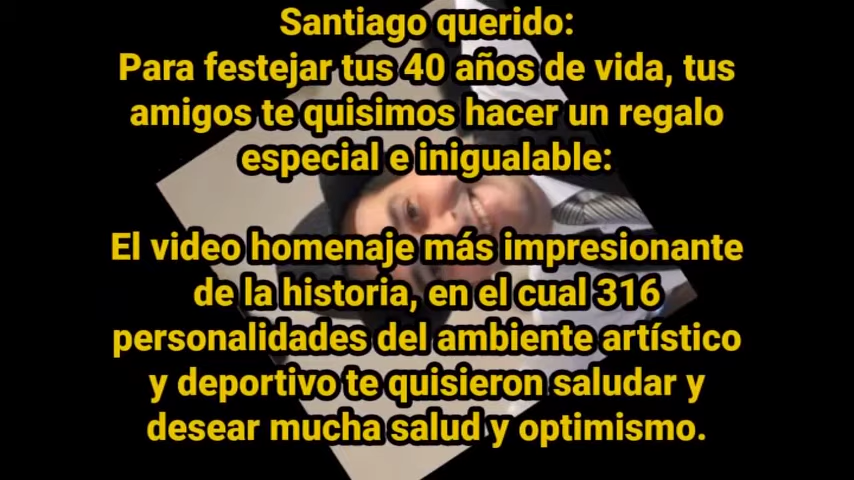 Santiago querido:
Para festejar tus 40 años de vida, tus
amigos te quisimos hacer un regalo
especial e inigualable:
El video homenaje más impresionante
de la historia, en el cual 316
personalidades del ambiente artístico
y deportivo te quisieron saludar y
desear mucha salud y optimismo.